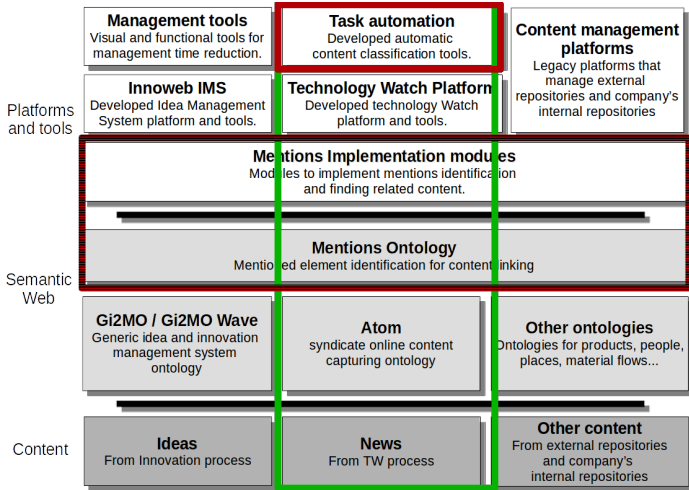 Management tools
Visual and functional tools for
management time reduction.
Task automation
Developed automatic
content classification tools.
Content management
platforms
Legacy platforms that
manage external
repositories and company's
internal repositories
Platforms
and tools
Innoweb IMS
Developed Idea Management
System platform and tools.
Technology Watch Platform
Developed technology Watch
platform and tools.
Mentions Implementation modules
Modules to implement mentions identification
and finding related content.
Semantic
Web
Mentions Ontology
Mentioned element identification for content linking
Gi2MO / Gi2MO Wave
Generic idea and innovation
management system
ontology
Atom
syndicate online content
capturing ontology
Other ontologies
Ontologies for products, people,
places, material flows...
Content
Ideas
From Innovation process
News
From TW process
Other content
From external repositories
and company's
internal repositories